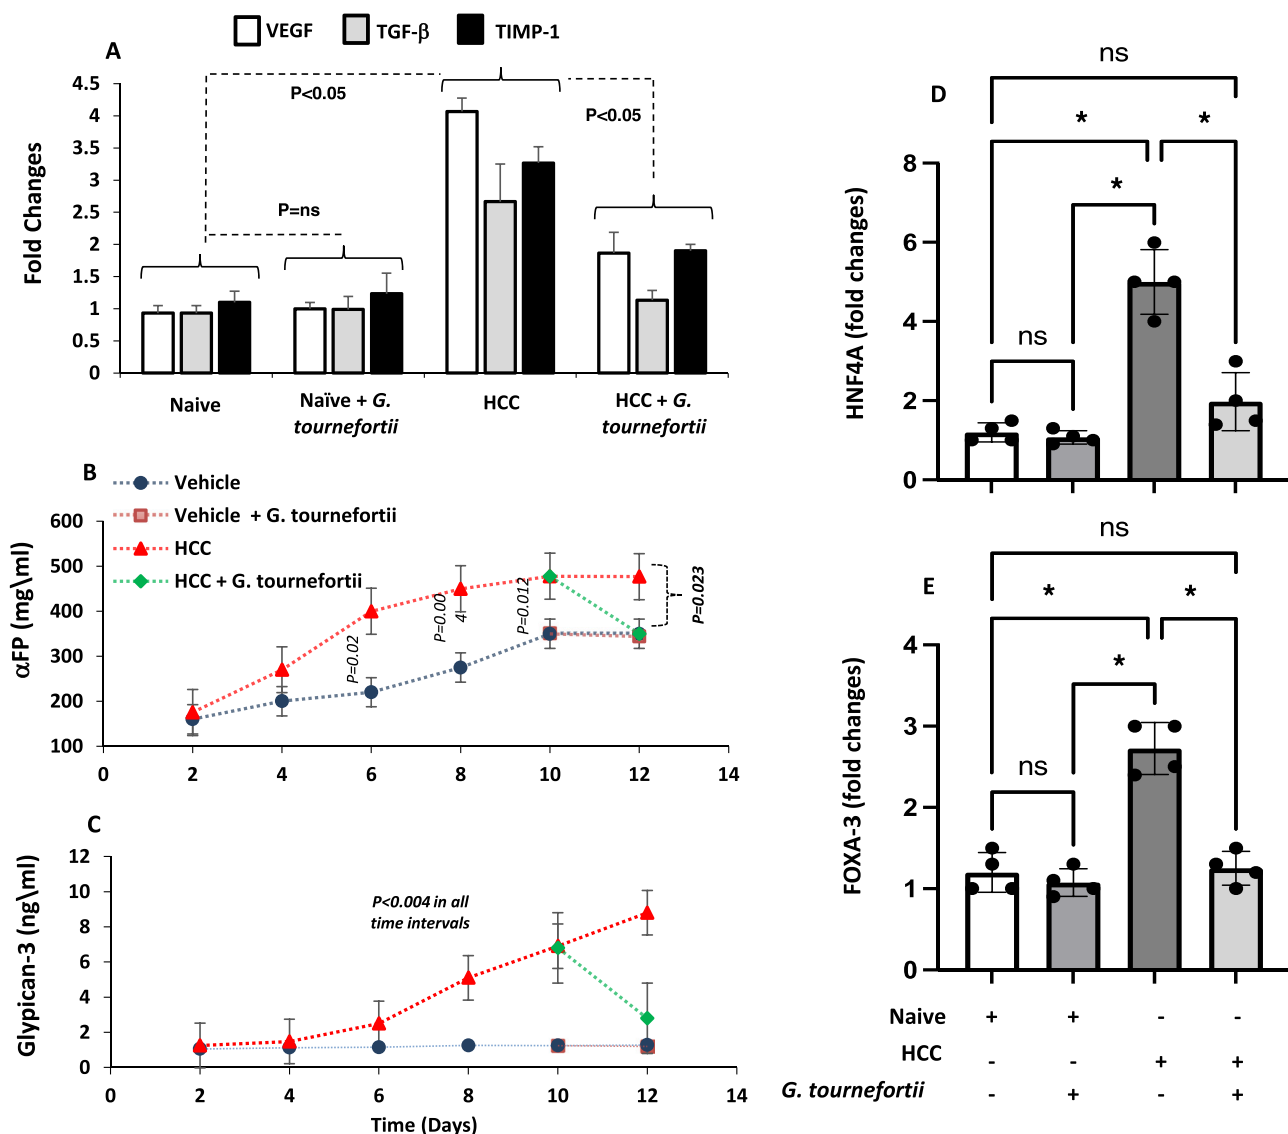 VEGF TGF-β TIMP-1
A
Fold Changes
4.5
4
3.5
3
2.5
2
1.5
1
0.5
0
P<0.05
P<0.05
P=ns
Naive
Naïve + G.
tournefortii
HCC
HCC + G.
tournefortii
B
Vehicle
Vehicle + G. tournefortii
HCC
HCC + G. tournefortii
αFP (mg\ml)
600
500
400
300
200
100
P=0.02
P=0.00
4
P=0.012
P=0.023
0 2 4 6 8 10 12 14
C
Glypican-3 (ng\ml)
12
10
8
6
4
2
0
P<0.004 in all
time intervals
0 2 4 6 8 10 12 14
Time (Days)
D
HNF4A (fold changes)
ns
* *
*
ns
8
6
4
2
0
E
FOXA-3 (fold changes)
ns
* *
*
ns
4
3
2
1
0
Naive + + - -
HCC - - + +
G. tournefortii - + - +